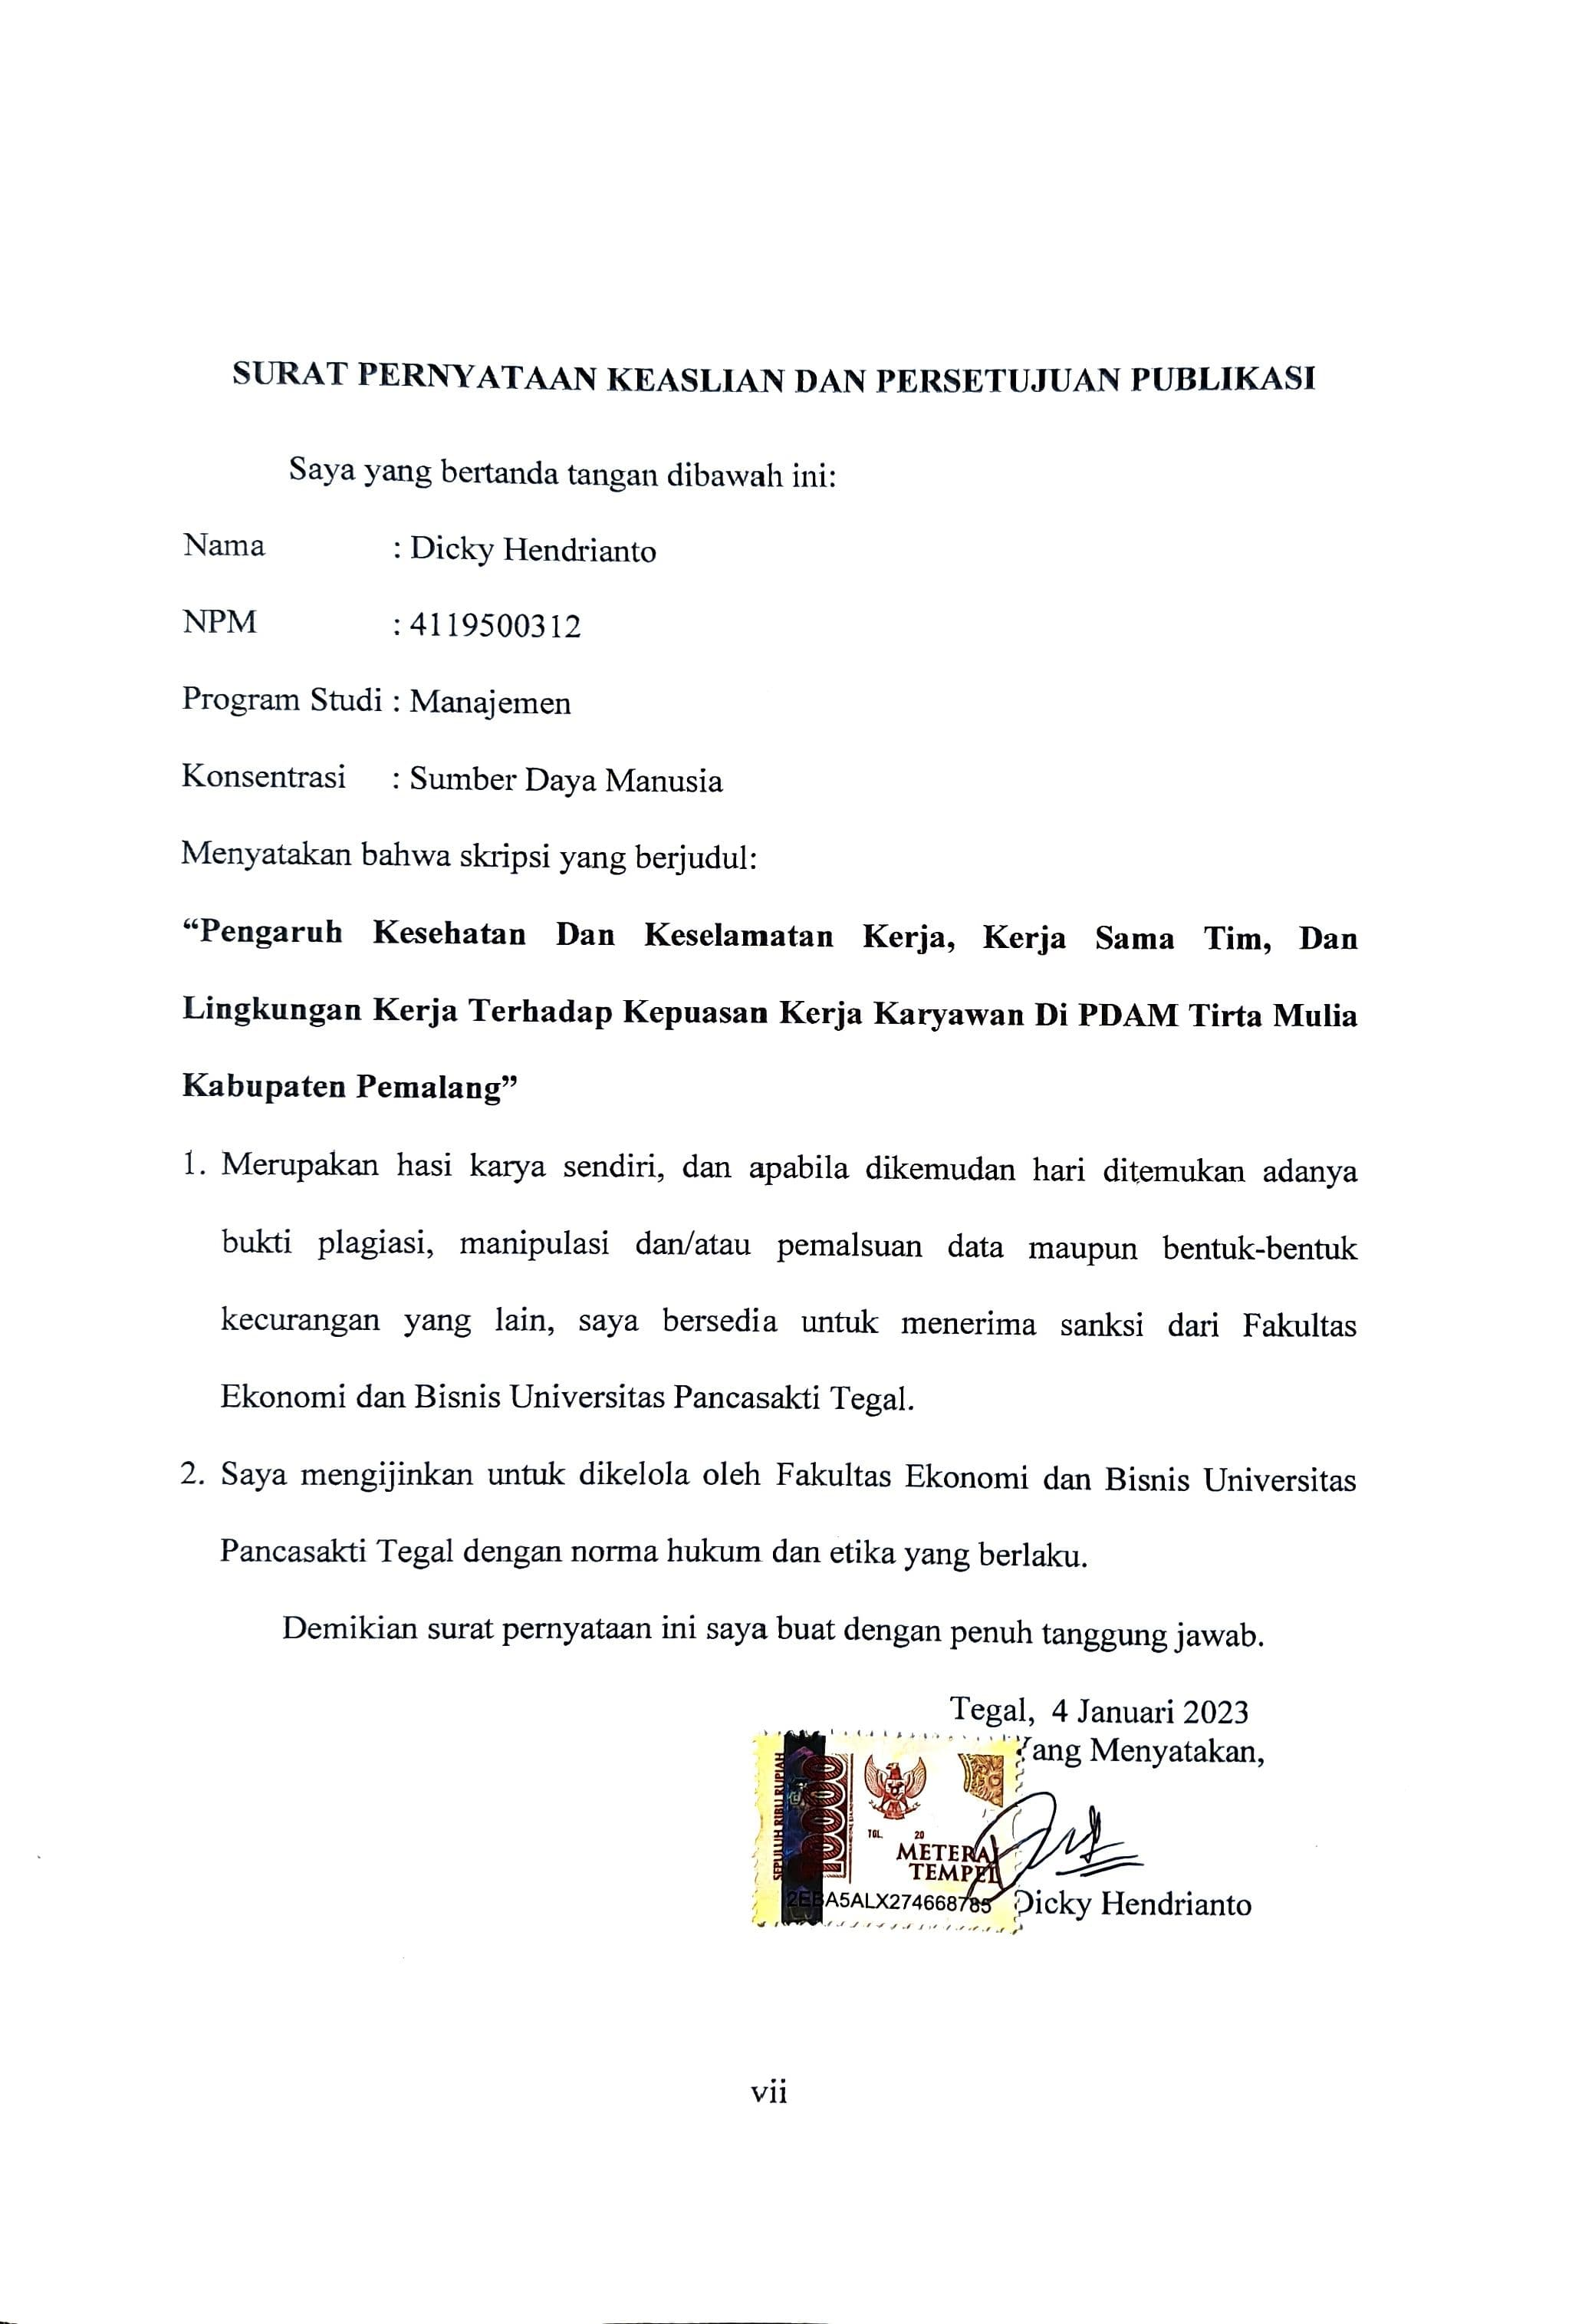 SURAT PERNYATAAN KEASLIAN DAN PERSETUJUAN PUBLIKASI
Saya yang bertanda tangan dibawah ini:
Nama : Dicky Hendrianto
NPM : 4119500312
Program Studi : Manajemen
Konsentrasi : Sumber Daya Manusia
Menyatakan bahwa skripsi yang berjudul:
“Pengaruh Kesehatan Dan Keselamatan Kerja, Kerja Sama Tim, Dan
Lingkungan Kerja Terhadap Kepuasan Kerja Karyawan Di PDAM Tirta Mulia
Kabupaten Pemalang”
1. Merupakan hasi karya sendiri, dan apabila dikemudan hari ditemukan adanya
bukti plagiasi, manipulasi dan/atau pemalsuan data maupun bentuk-bentuk
kecurangan yang lain, saya bersedia untuk menerima sanksi dari Fakultas
Ekonomi dan Bisnis Universitas Pancasakti Tegal.
2. Saya mengijinkan untuk dikelola oleh Fakultas Ekonomi dan Bisnis Universitas
Pancasakti Tegal dengan norma hukum dan etika yang berlaku.
Demikian surat pernyataan ini saya buat dengan penuh tanggung jawab.
Tegal, 4 Januari 2023
Yang Menyatakan,
SEPULUH RIBU RUPIAH
10000
TGL. 20
METERAI
TEMPEL
2EBA5ALX274668785
Dicky Hendrianto
vii